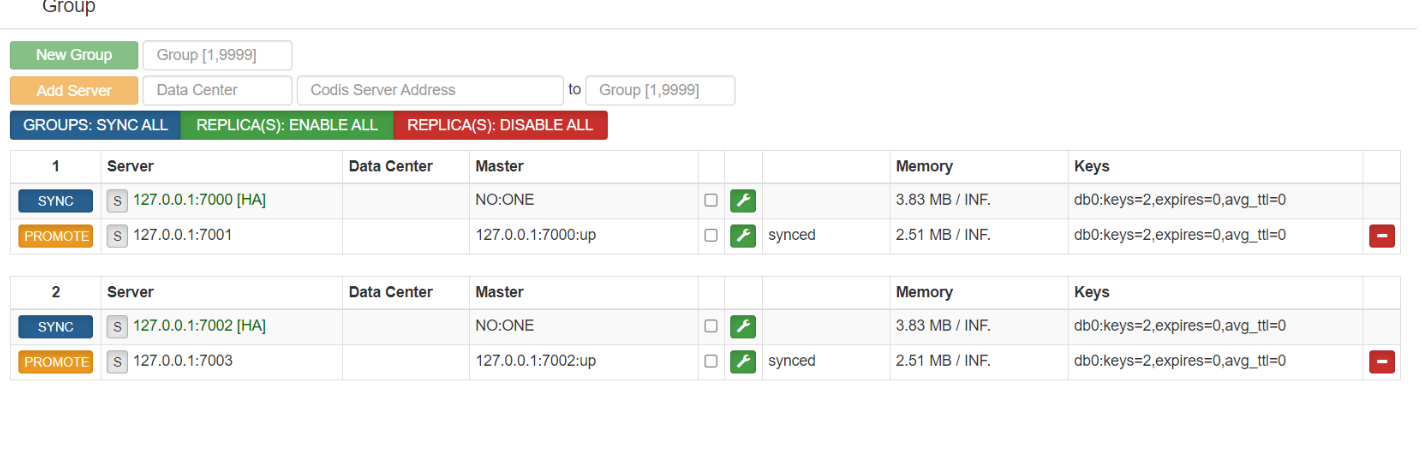 Group
New Group Group [1,9999]
Add Server Data Center Codis Server Address to Group [1,9999]
GROUPS: SYNC ALL REPLICA(S): ENABLE ALL REPLICA(S): DISABLE ALL
1 Server Data Center Master Memory Keys
SYNC S 127.0.0.1:7000 [HA] NO:ONE 3.83 MB / INF. db0:keys=2,expires=0,avg_ttl=0
PROMOTE S 127.0.0.1:7001 127.0.0.1:7000:up synced 2.51 MB / INF. db0:keys=2,expires=0,avg_ttl=0
2 Server Data Center Master Memory Keys
SYNC S 127.0.0.1:7002 [HA] NO:ONE 3.83 MB / INF. db0:keys=2,expires=0,avg_ttl=0
PROMOTE S 127.0.0.1:7003 127.0.0.1:7002:up synced 2.51 MB / INF. db0:keys=2,expires=0,avg_ttl=0